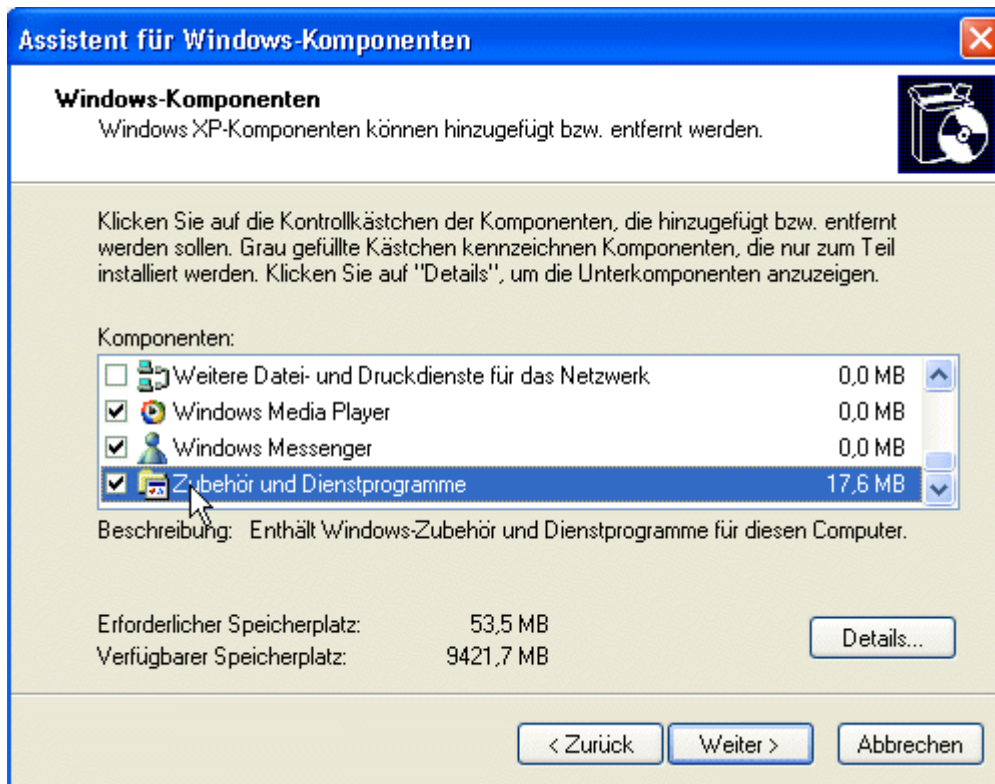 Assistent für Windows-Komponenten
Windows-Komponenten
Windows XP-Komponenten können hinzugefügt bzw. entfernt werden.
Klicken Sie auf die Kontrollkästchen der Komponenten, die hinzugefügt bzw. entfernt
werden sollen. Grau gefüllte Kästchen kennzeichnen Komponenten, die nur zum Teil
installiert werden. Klicken Sie auf "Details", um die Unterkomponenten anzuzeigen.
Komponenten:
Weitere Datei- und Druckdienste für das Netzwerk 0,0 MB
Windows Media Player 0,0 MB
Windows Messenger 0,0 MB
Zubehör und Dienstprogramme 17,6 MB
Beschreibung: Enthält Windows-Zubehör und Dienstprogramme für diesen Computer.
Erforderlicher Speicherplatz: 53,5 MB
Verfügbarer Speicherplatz: 9421,7 MB
Details...
< Zurück Weiter > Abbrechen